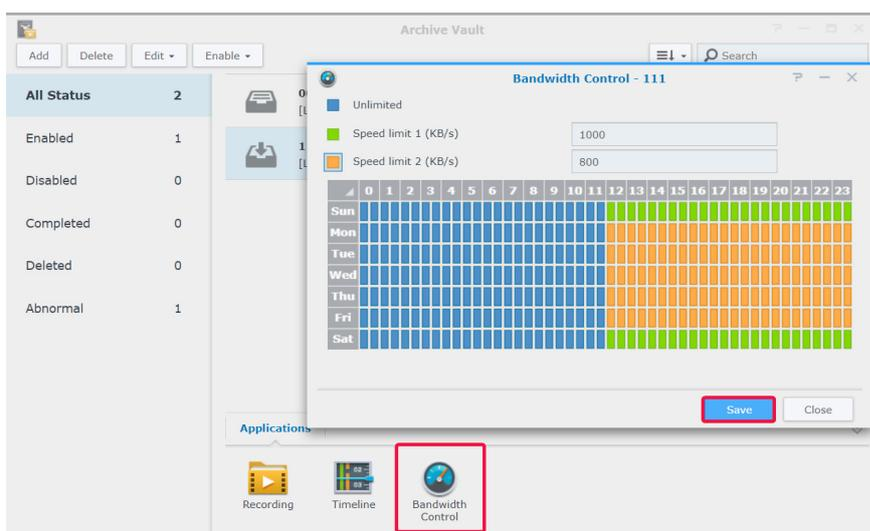 Archive Vault
Add Delete Edit Enable Search
Bandwidth Control - 111
All Status 2
Unlimited
Enabled 1
Speed limit 1 (KB/s) 1000
Speed limit 2 (KB/s) 800
Disabled 0
0 1 2 3 4 5 6 7 8 9 10 11 12 13 14 15 16 17 18 19 20 21 22 23
Sun
Completed 0
Mon
Tue
Deleted 0
Wed
Thu
Abnormal 1
Fri
Sat
Save Close
Applications
Recording Timeline Bandwidth
Control